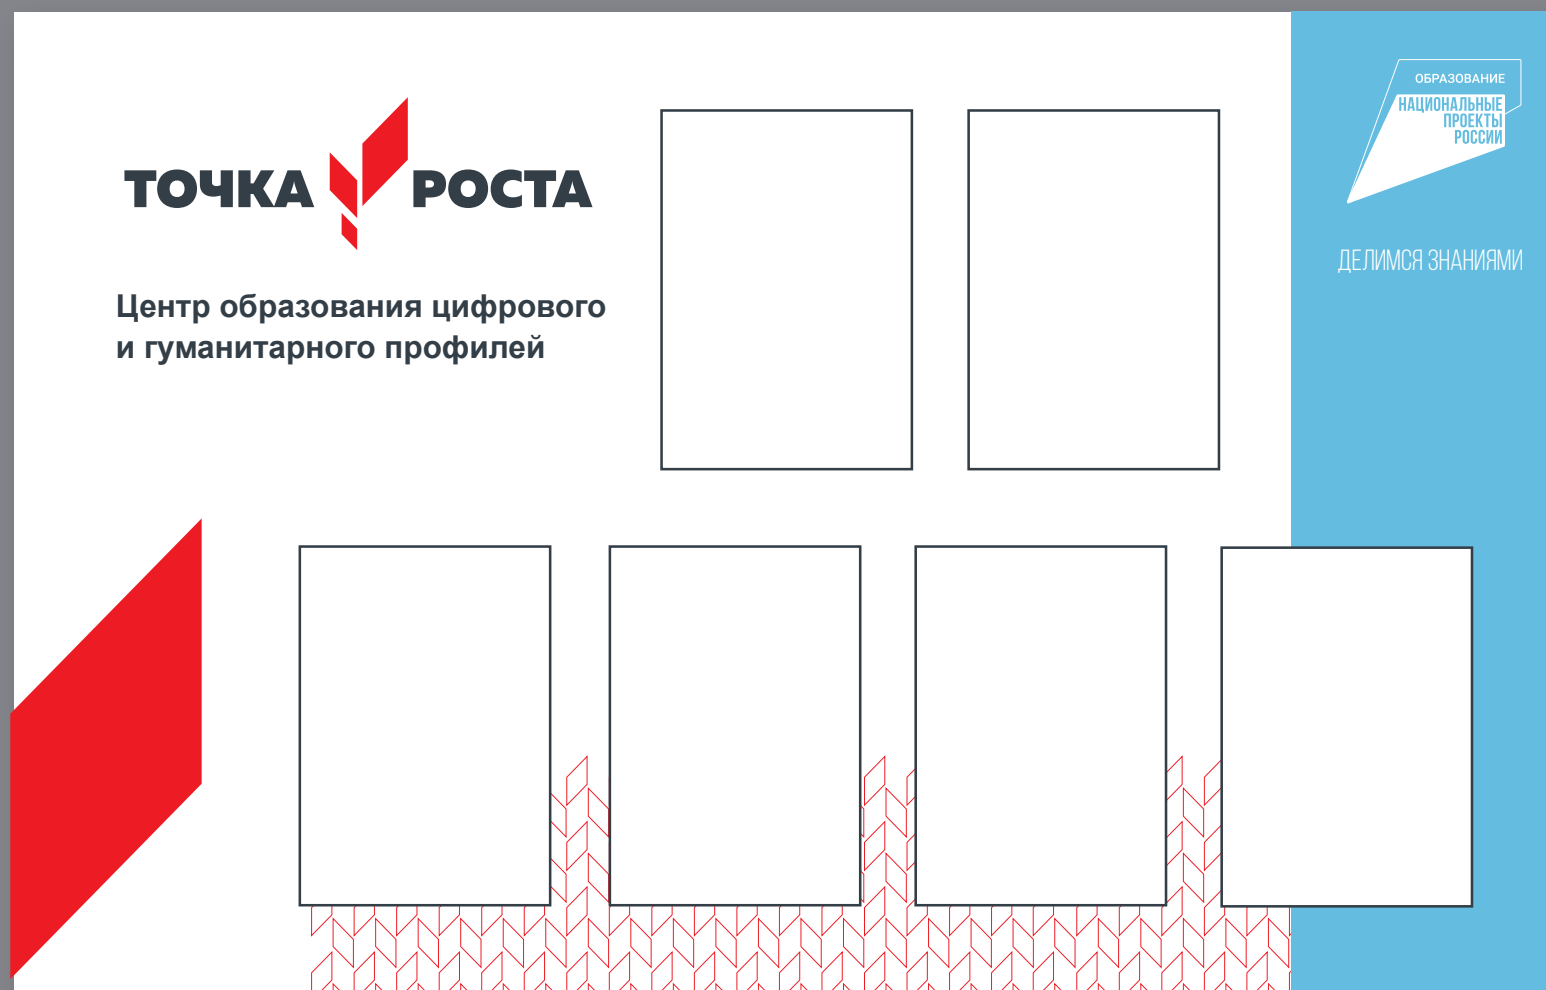 ТОЧКА РОСТА
Центр образования цифрового
и гуманитарного профилей
ОБРАЗОВАНИЕ
НАЦИОНАЛЬНЫЕ
ПРОЕКТЫ
РОССИИ
ДЕЛИМСЯ ЗНАНИЯМИ